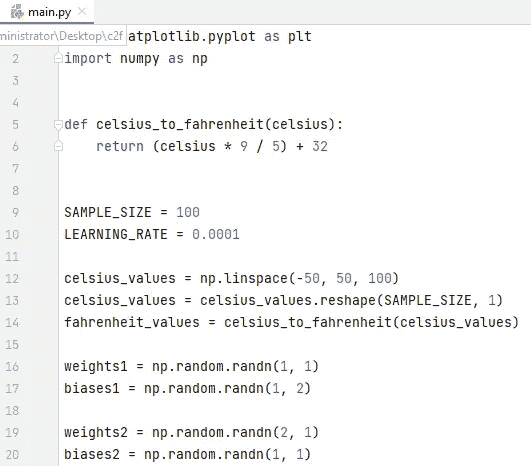 main.py
ministrator\Desktop\c2f
atplotlib.pyplot as plt
2 import numpy as np
3
4
5 def celsius_to_fahrenheit(celsius):
6 return (celsius * 9 / 5) + 32
7
8
9 SAMPLE_SIZE = 100
10 LEARNING_RATE = 0.0001
11
12 celsius_values = np.linspace(-50, 50, 100)
13 celsius_values = celsius_values.reshape(SAMPLE_SIZE, 1)
14 fahrenheit_values = celsius_to_fahrenheit(celsius_values)
15
16 weights1 = np.random.randn(1, 1)
17 biases1 = np.random.randn(1, 2)
18
19 weights2 = np.random.randn(2, 1)
20 biases2 = np.random.randn(1, 1)